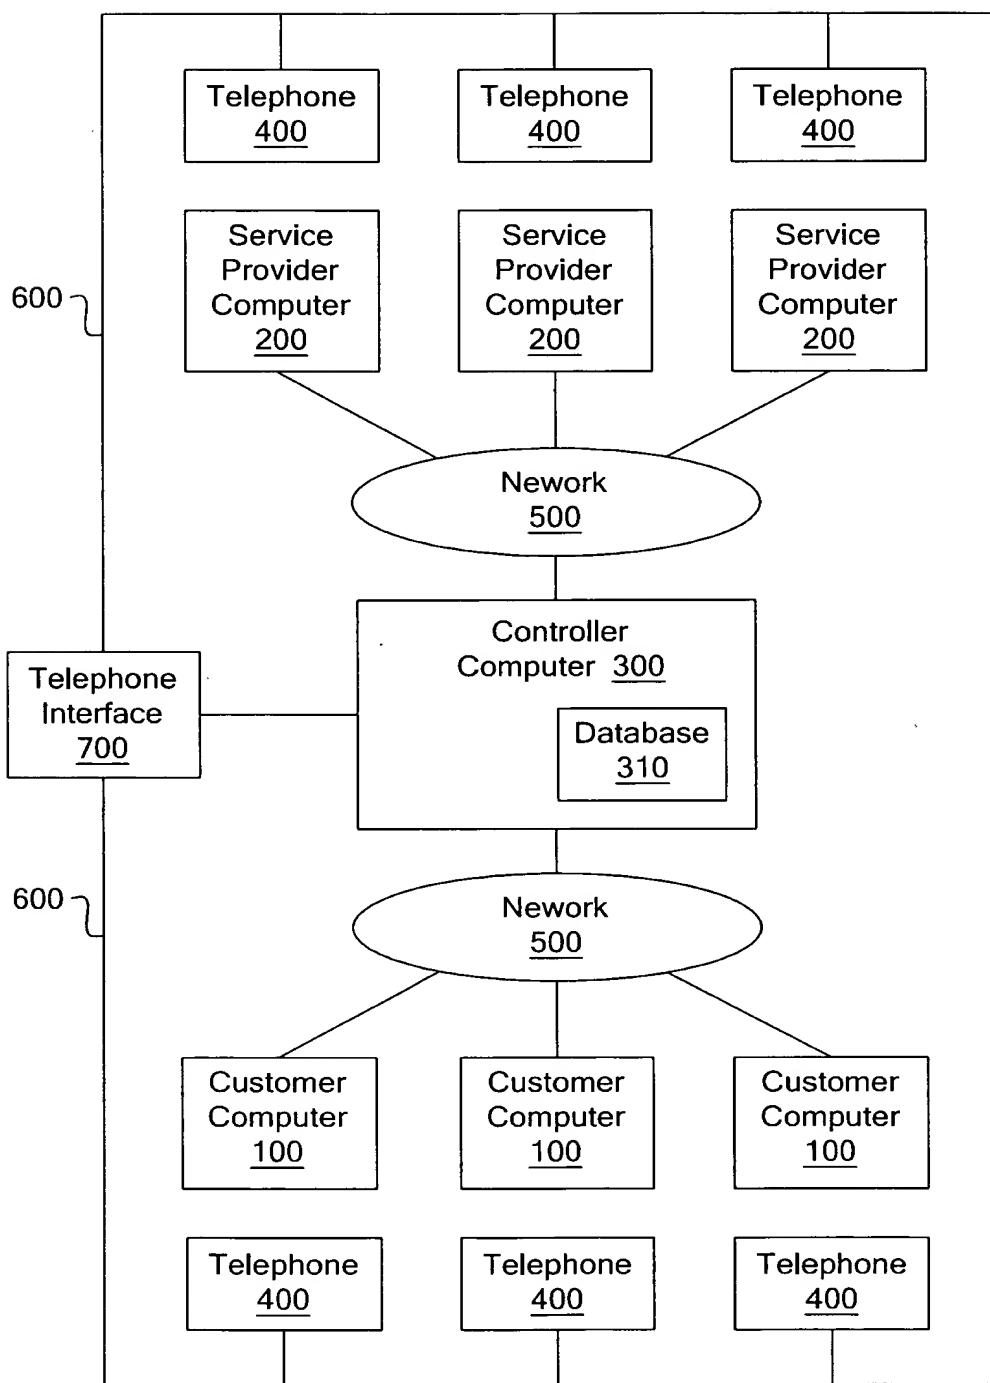 Telephone
400
Telephone
400
Telephone
400
Service
Provider
Computer
200
Service
Provider
Computer
200
Service
Provider
Computer
200
600
Nework
500
Controller
Computer 300
Database
310
Telephone
Interface
700
600
Nework
500
Customer
Computer
100
Customer
Computer
100
Customer
Computer
100
Telephone
400
Telephone
400
Telephone
400